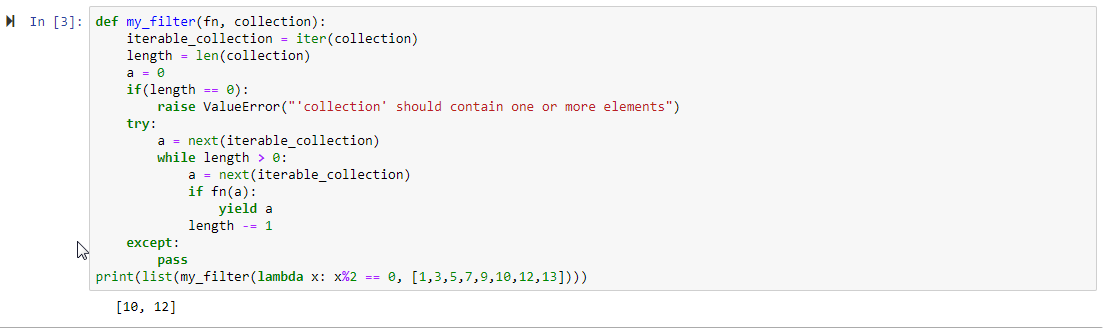 In [3]: def my_filter(fn, collection):
    iterable_collection = iter(collection)
    length = len(collection)
    a = 0
    if(length == 0):
        raise ValueError("'collection' should contain one or more elements")
    try:
        a = next(iterable_collection)
        while length > 0:
            a = next(iterable_collection)
            if fn(a):
                yield a
            length -= 1
    except:
        pass
print(list(my_filter(lambda x: x%2 == 0, [1,3,5,7,9,10,12,13])))
[10, 12]